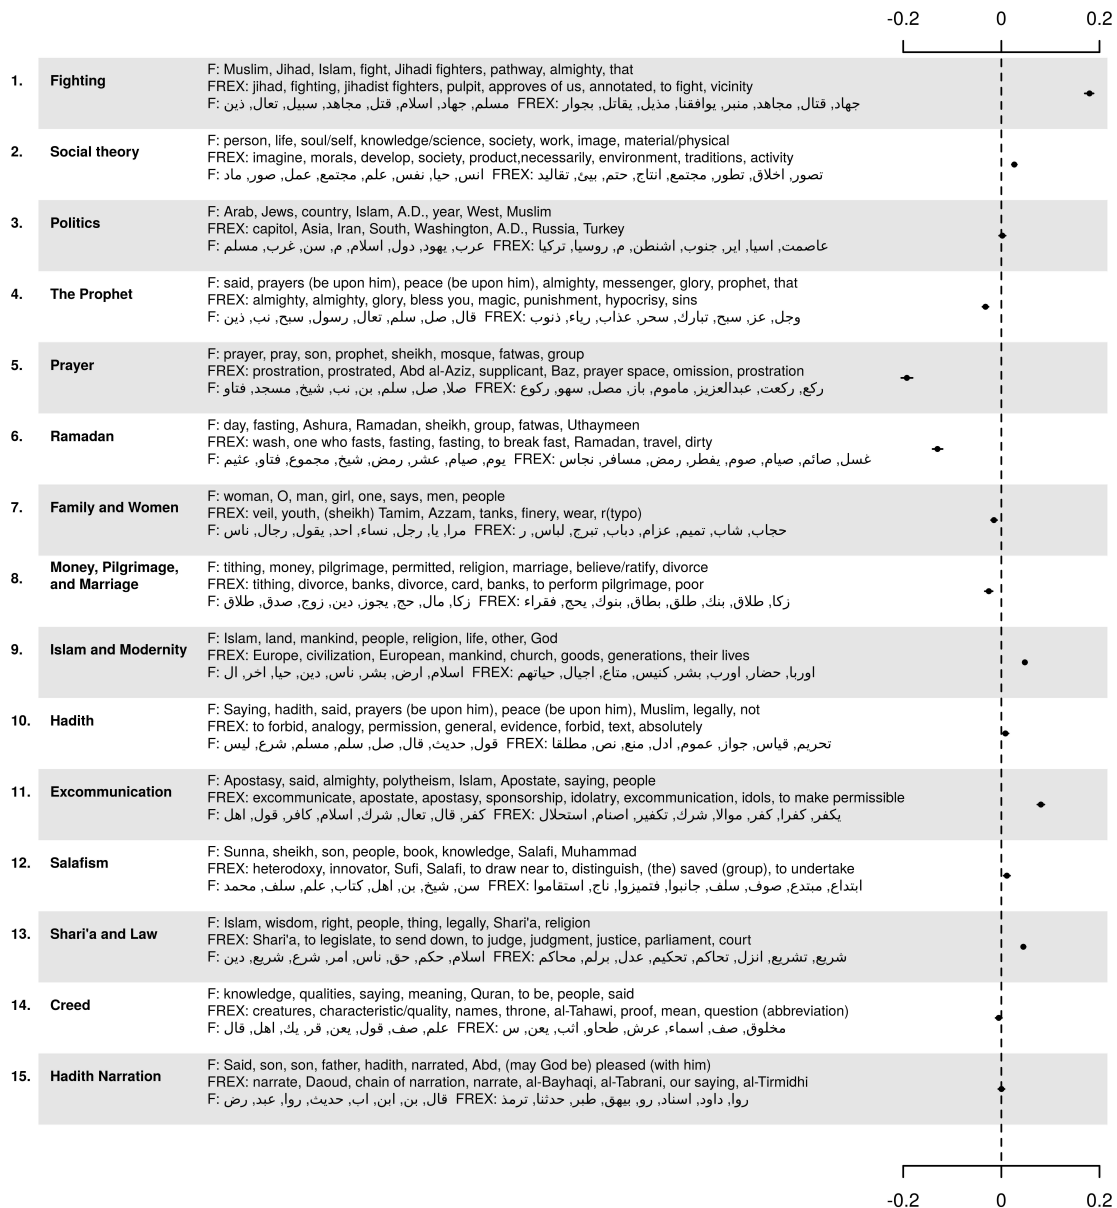 -0.2 0 0.2
1. Fighting
F: Muslim, Jihad, Islam, fight, Jihadi fighters, pathway, almighty, that
FREX: jihad, fighting, jihadist fighters, pulpit, approves of us, annotated, to fight, vicinity
F: مسلم, جهاد, اسلام, قتل, مجاهد, سبيل, تعال, ذين FREX: جهاد, قتال, مجاهد, منبر, يوافقنا, مذيل, يقاتل, بجوار
2. Social theory
F: person, life, soul/self, knowledge/science, society, work, image, material/physical
FREX: imagine, morals, develop, society, product,necessarily, environment, traditions, activity
F: انس, حيا, نفس, علم, مجتمع, عمل, صور, ماد FREX: تصور, اخلاق, تطور, مجتمع, انتاج, حتم, بيئ, تقاليد
3. Politics
F: Arab, Jews, country, Islam, A.D., year, West, Muslim
FREX: capitol, Asia, Iran, South, Washington, A.D., Russia, Turkey
F: عرب, يهود, دول, اسلام, م, سن, غرب, مسلم FREX: عاصمت, اسيا, اير, جنوب, اشنطن, م, روسيا, تركيا
4. The Prophet
F: said, prayers (be upon him), peace (be upon him), almighty, messenger, glory, prophet, that
FREX: almighty, almighty, glory, bless you, magic, punishment, hypocrisy, sins
F: قال, صل, سلم, تعال, رسول, سبح, نب, ذين FREX: وجل, عز, سبح, تبارك, سحر, عذاب, رياء, ذنوب
5. Prayer
F: prayer, pray, son, prophet, sheikh, mosque, fatwas, group
FREX: prostration, prostrated, Abd al-Aziz, supplicant, Baz, prayer space, omission, prostration
F: صلا, صل, سلم, بن, نب, شيخ, مسجد, فتاو FREX: ركع, ركعت, عبدالعزيز, ماموم, باز, مصل, سهو, ركوع
6. Ramadan
F: day, fasting, Ashura, Ramadan, sheikh, group, fatwas, Uthaymeen
FREX: wash, one who fasts, fasting, fasting, to break fast, Ramadan, travel, dirty
F: يوم, صيام, عشر, رمض, شيخ, مجموع, فتاو, عثيم FREX: غسل, صائم, صيام, صوم, يفطر, رمض, مسافر, نجاس
7. Family and Women
F: woman, O, man, girl, one, says, men, people
FREX: veil, youth, (sheikh) Tamim, Azzam, tanks, finery, wear, r(typo)
F: مرا, يا, رجل, نساء, احد, يقول, رجال, ناس FREX: حجاب, شاب, تميم, عزام, دباب, تبرج, لباس, ر
8. Money, Pilgrimage,
and Marriage
F: tithing, money, pilgrimage, permitted, religion, marriage, believe/ratify, divorce
FREX: tithing, divorce, banks, divorce, card, banks, to perform pilgrimage, poor
F: زكا, مال, حج, يجوز, دين, زوج, صدق, طلاق FREX: زكا, طلاق, بنك, طلق, بطاق, بنوك, يحج, فقراء
9. Islam and Modernity
F: Islam, land, mankind, people, religion, life, other, God
FREX: Europe, civilization, European, mankind, church, goods, generations, their lives
F: اسلام, ارض, بشر, ناس, دين, حيا, اخر, ال FREX: اوربا, حضار, اورب, بشر, كنيس, متاع, اجيال, حياتهم
10. Hadith
F: Saying, hadith, said, prayers (be upon him), peace (be upon him), Muslim, legally, not
FREX: to forbid, analogy, permission, general, evidence, forbid, text, absolutely
F: قول, حديث, قال, صل, سلم, مسلم, شرع, ليس FREX: تحريم, قياس, جواز, عموم, ادل, منع, نص, مطلقا
11. Excommunication
F: Apostasy, said, almighty, polytheism, Islam, Apostate, saying, people
FREX: excommunicate, apostate, apostasy, sponsorship, idolatry, excommunication, idols, to make permissible
F: كفر, قال, تعال, شرك, اسلام, كافر, قول, اهل FREX: يكفر, كفرا, كفر, موالا, شرك, تكفير, اصنام, استحلال
12. Salafism
F: Sunna, sheikh, son, people, book, knowledge, Salafi, Muhammad
FREX: heterodoxy, innovator, Sufi, Salafi, to draw near to, distinguish, (the) saved (group), to undertake
F: سن, شيخ, بن, اهل, كتاب, علم, سلف, محمد FREX: ابتداع, مبتدع, صوف, سلف, جانبوا, فتميزوا, ناج, استقاموا
13. Shari'a and Law
F: Islam, wisdom, right, people, thing, legally, Shari'a, religion
FREX: Shari'a, to legislate, to send down, to judge, judgment, justice, parliament, court
F: اسلام, حكم, حق, ناس, امر, شرع, شريع, دين FREX: شريع, تشريع, انزل, تحاكم, تحكيم, عدل, برلم, محاكم
14. Creed
F: knowledge, qualities, saying, meaning, Quran, to be, people, said
FREX: creatures, characteristic/quality, names, throne, al-Tahawi, proof, mean, question (abbreviation)
F: علم, صف, قول, يعن, قر, يك, اهل, قال FREX: مخلوق, صف, اسماء, عرش, طحاو, اثب, يعن, س
15. Hadith Narration
F: Said, son, son, father, hadith, narrated, Abd, (may God be) pleased (with him)
FREX: narrate, Daoud, chain of narration, narrate, al-Bayhaqi, al-Tabrani, our saying, al-Tirmidhi
F: قال, بن, ابن, اب, حديث, روا, عبد, رض FREX: روا, داود, اسناد, رو, بيهق, طبر, حدثنا, ترمذ
-0.2 0 0.2